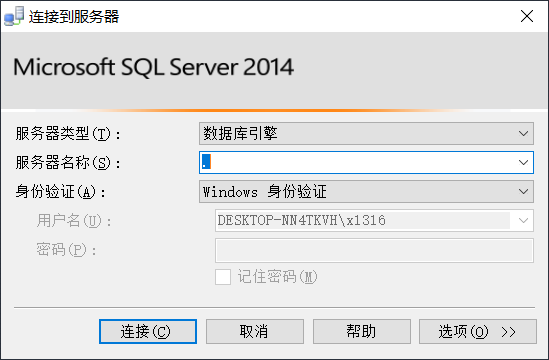 连接到服务器
Microsoft SQL Server 2014
服务器类型(T): 数据库引擎
服务器名称(S): .
身份验证(A): Windows 身份验证
用户名(U): DESKTOP-NN4TKVH\x1316
密码(P):
记住密码(M)
连接(C) 取消 帮助 选项(O) >>